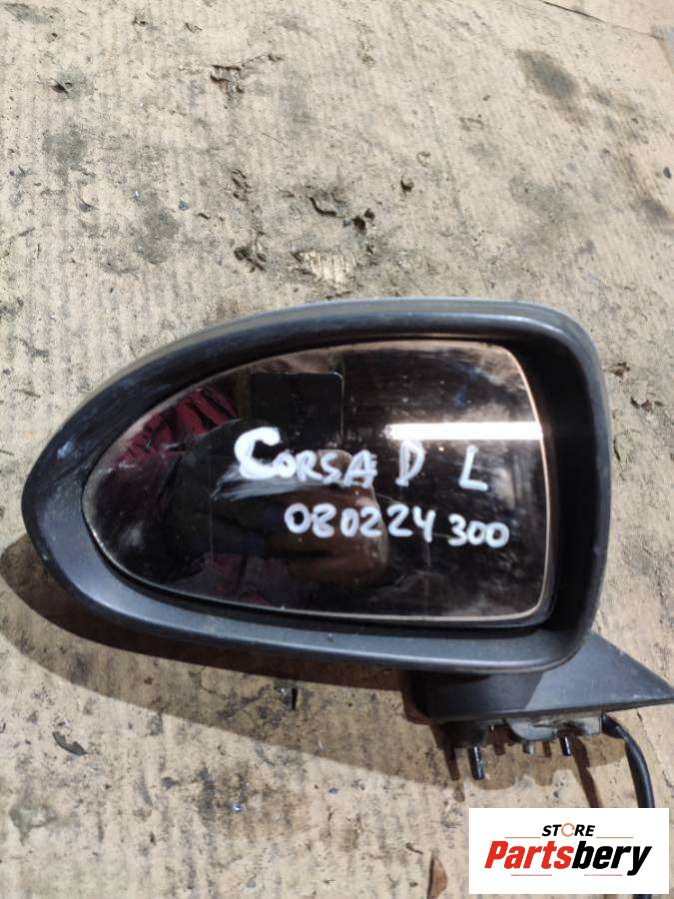 CORSA D L
080224 300
STORE
Partsbery